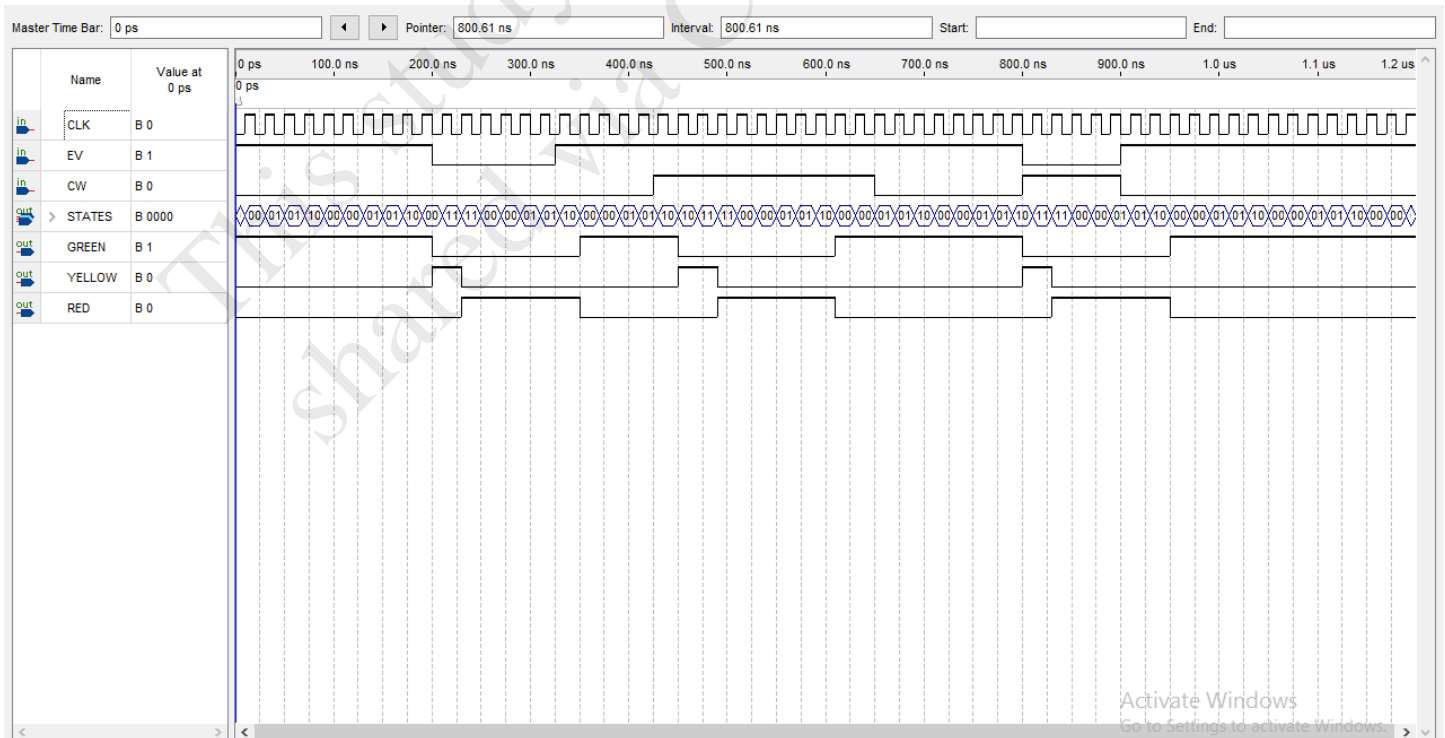 Master Time Bar: 0 ps Pointer: 800.61 ns Interval: 800.61 ns Start: End:
Name Value at 0 ps
0 ps 100.0 ns 200.0 ns 300.0 ns 400.0 ns 500.0 ns 600.0 ns 700.0 ns 800.0 ns 900.0 ns 1.0 us 1.1 us 1.2 us
0 ps
in CLK B 0
in EV B 1
in CW B 0
out > STATES B 0000
out GREEN B 1
out YELLOW B 0
out RED B 0
This study
shared via C
Activate Windows
Go to Settings to activate Windows.